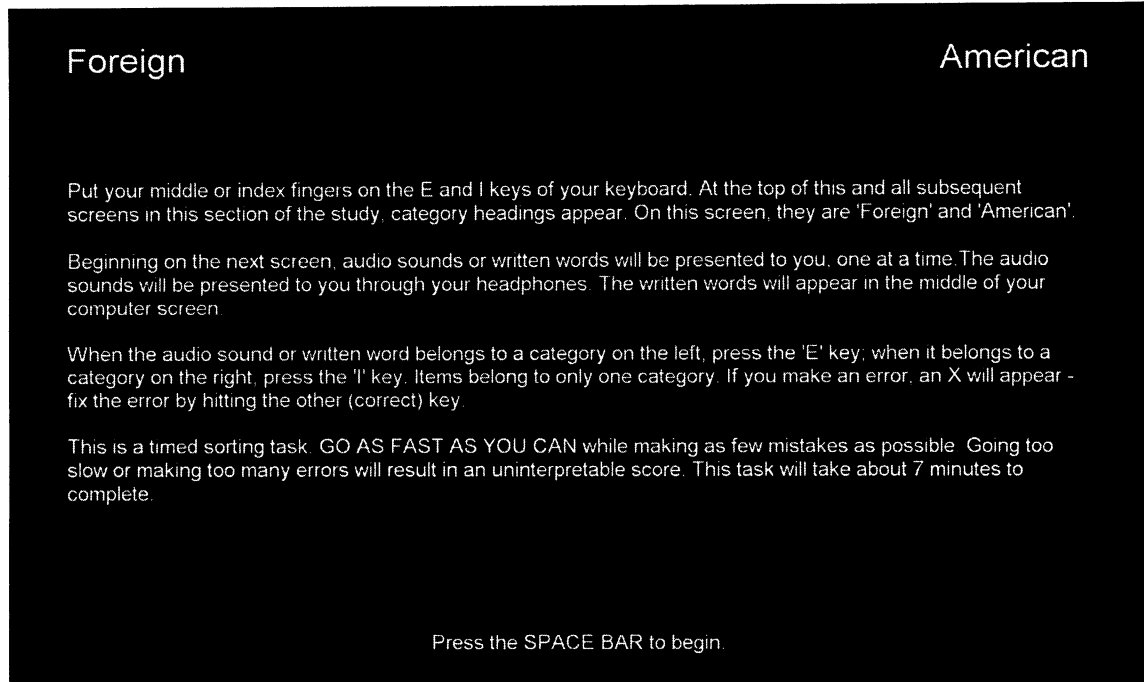 Foreign American
Put your middle or index fingers on the E and I keys of your keyboard. At the top of this and all subsequent
screens in this section of the study, category headings appear. On this screen, they are 'Foreign' and 'American'.
Beginning on the next screen, audio sounds or written words will be presented to you, one at a time.The audio
sounds will be presented to you through your headphones. The written words will appear in the middle of your
computer screen.
When the audio sound or written word belongs to a category on the left, press the 'E' key; when it belongs to a
category on the right, press the 'I' key. Items belong to only one category. If you make an error, an X will appear -
fix the error by hitting the other (correct) key.
This is a timed sorting task. GO AS FAST AS YOU CAN while making as few mistakes as possible. Going too
slow or making too many errors will result in an uninterpretable score. This task will take about 7 minutes to
complete.
Press the SPACE BAR to begin.